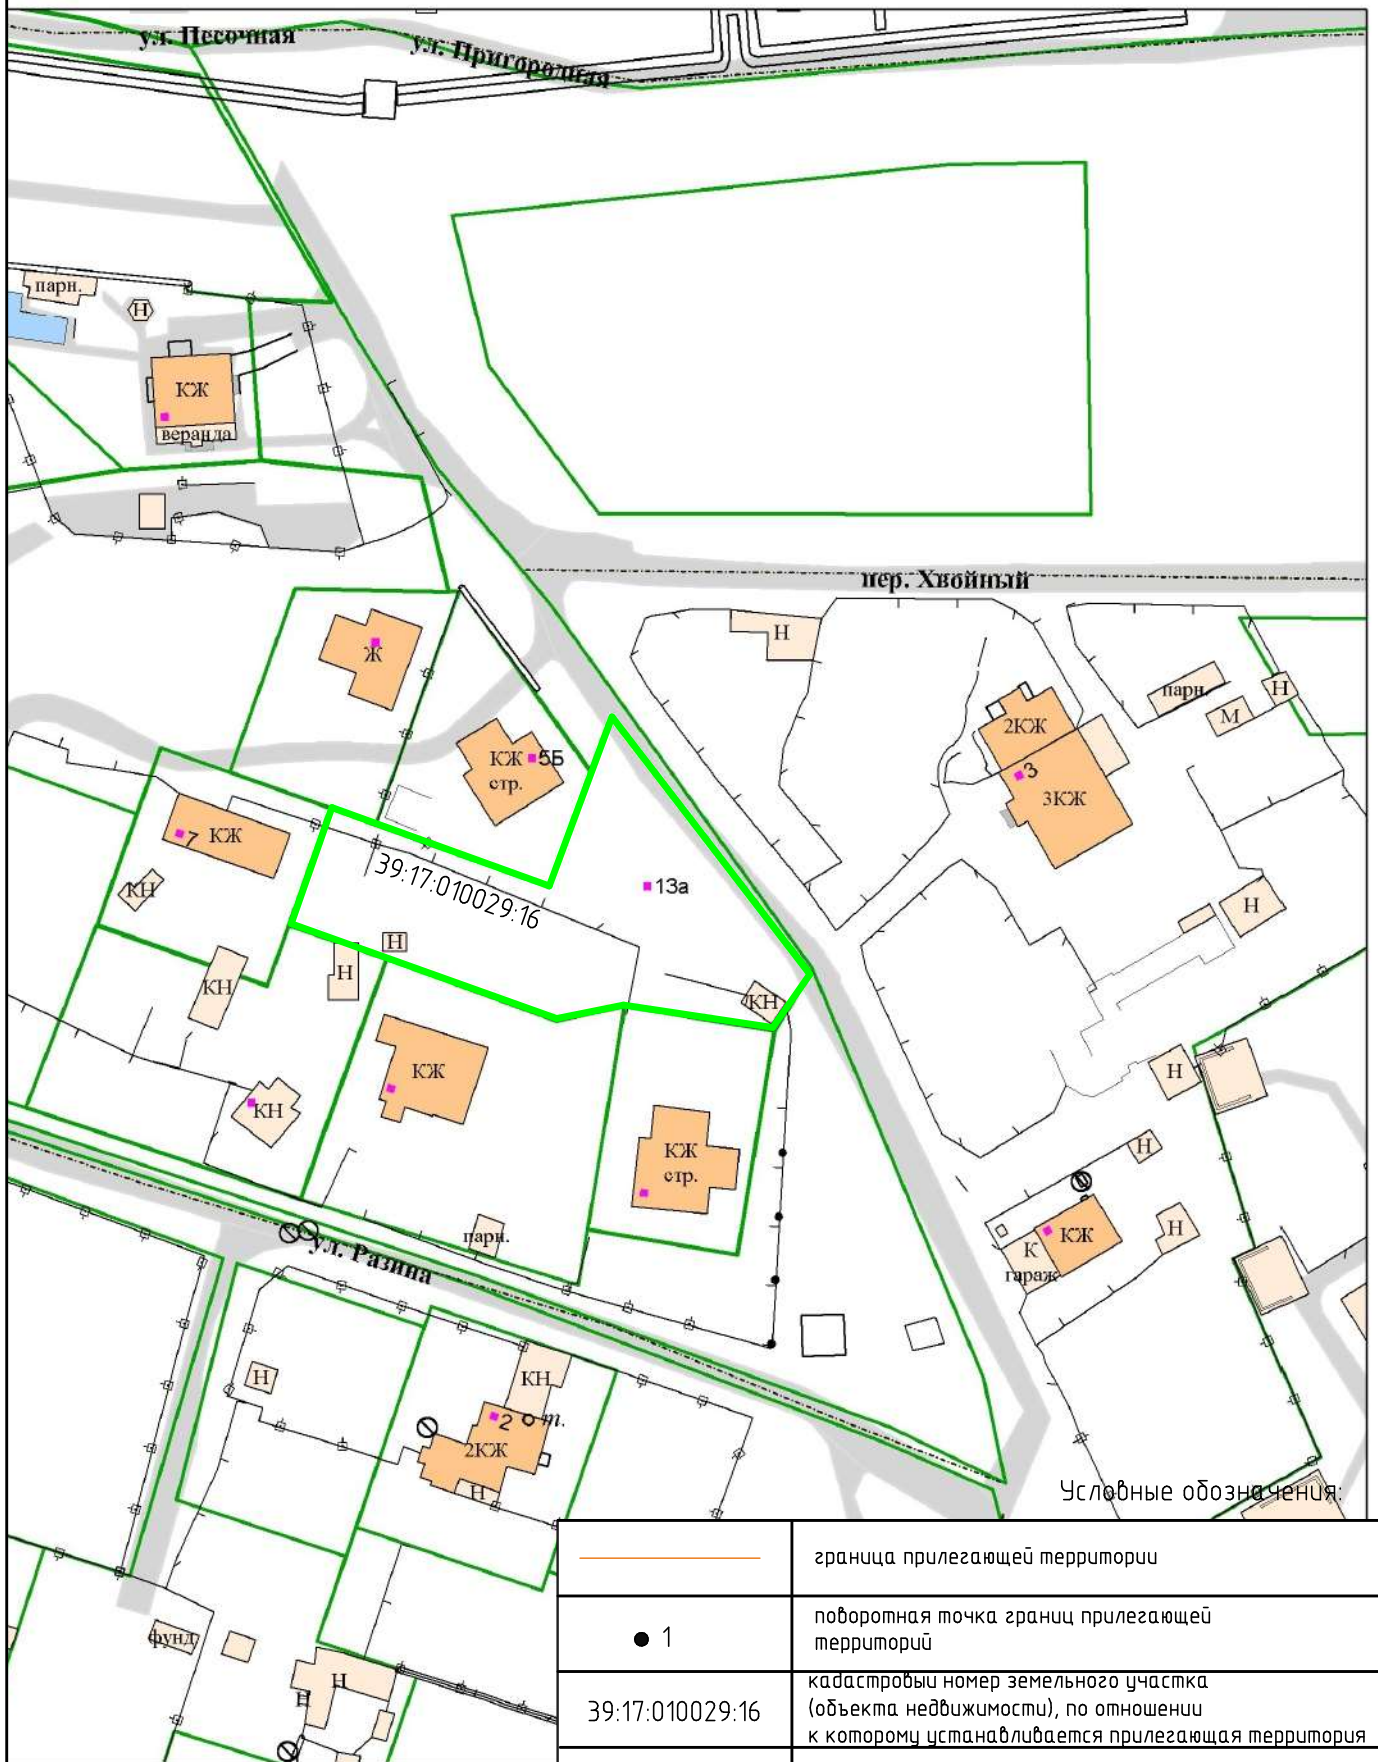 ул. Песочная
ул. Пригородная
парн.
Н
КЖ
веранда
пер. Хвойный
Н
Ж
парн.
Н
М
2КЖ
3
3КЖ
КЖ
5Б
стр.
7
КЖ
39:17:010029:16
13а
КН
Н
Н
Н
КН
КН
КЖ
КН
Н
КЖ
стр.
Н
Н
КЖ
К
гараж
парн.
ул. Разина
Н
КН
2
т.
2КЖ
Н
Условные обозначения:
граница прилегающей территории
1
поворотная точка границ прилегающей
территорий
39:17:010029:16
кадастровый номер земельного участка
(объекта недвижимости), по отношении
к которому устанавливается прилегающая территория
фунд.
Н
Н